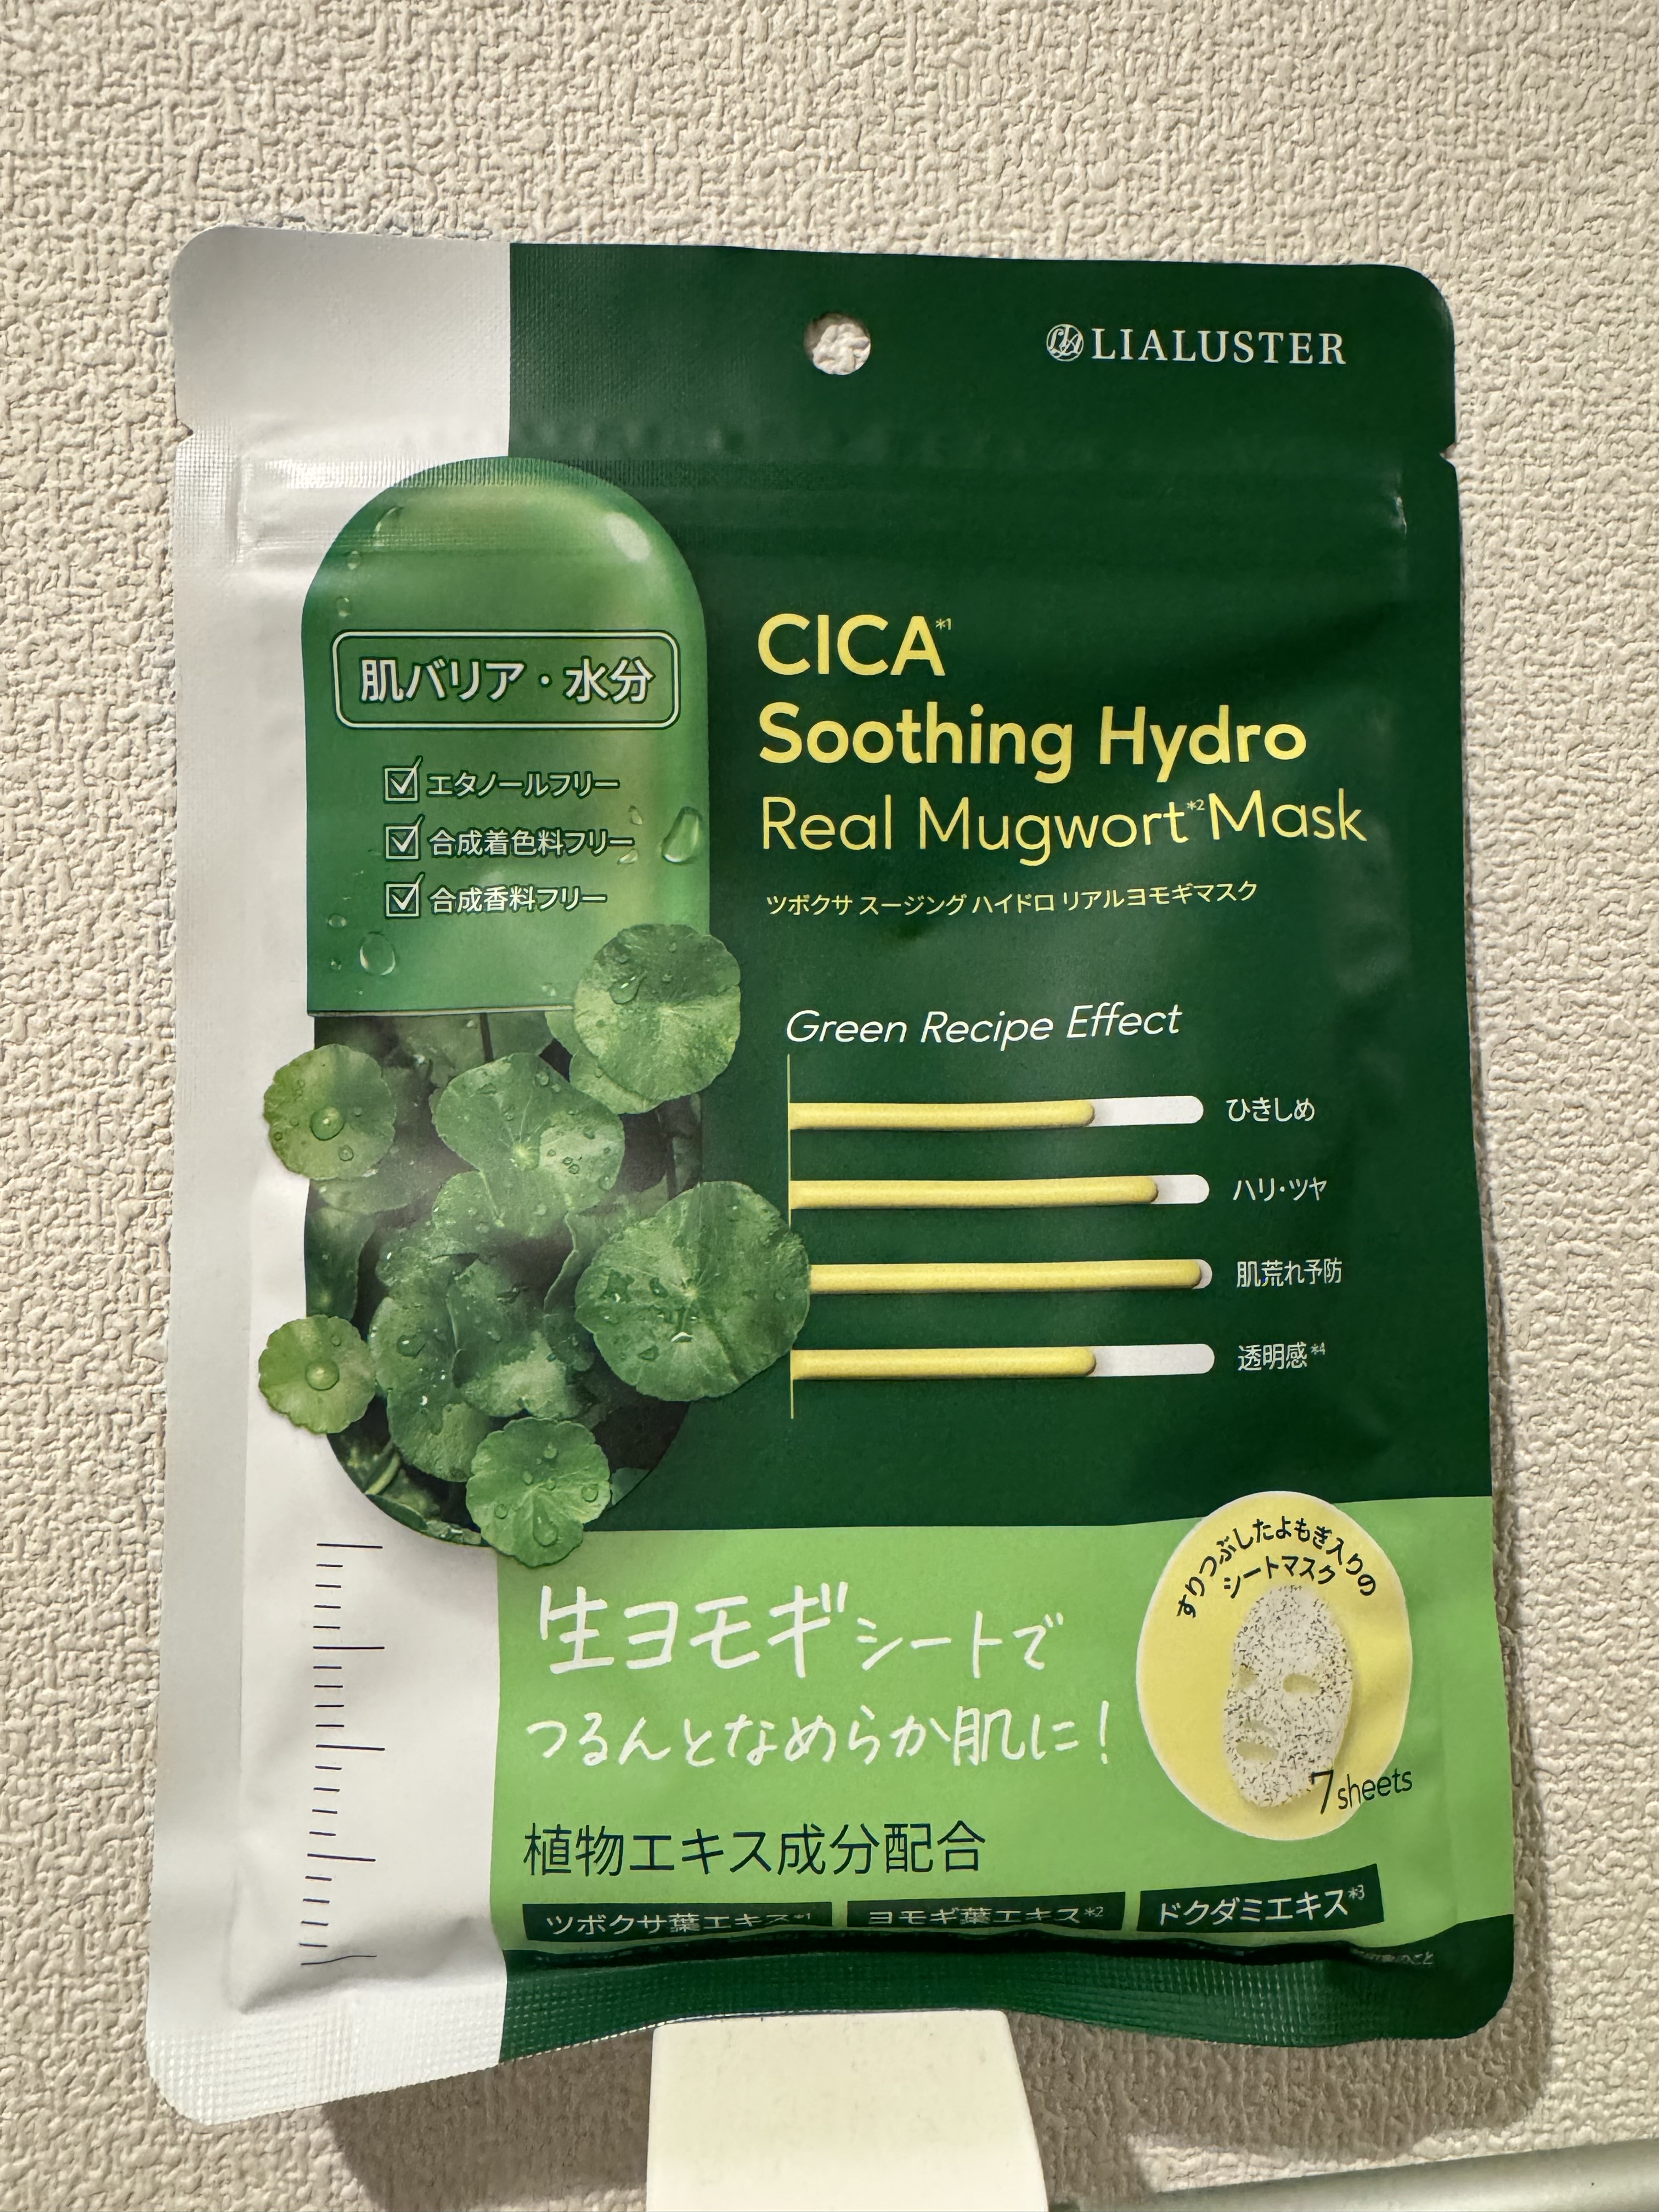 LIALUSTER
肌バリア・水分
エタノールフリー
合成着色料フリー
合成香料フリー
CICA*1
Soothing Hydro
Real Mugwort*2 Mask
ツボクサ スージング ハイドロ リアルヨモギマスク
Green Recipe Effect
ひきしめ
ハリ・ツヤ
肌荒れ予防
透明感*4
すりつぶしたよもぎ入りの
シートマスク
7sheets
生ヨモギシートで
つるんとなめらか肌に!
植物エキス成分配合
ツボクサ葉エキス*1
ヨモギ葉エキス*2
ドクダミエキス*3